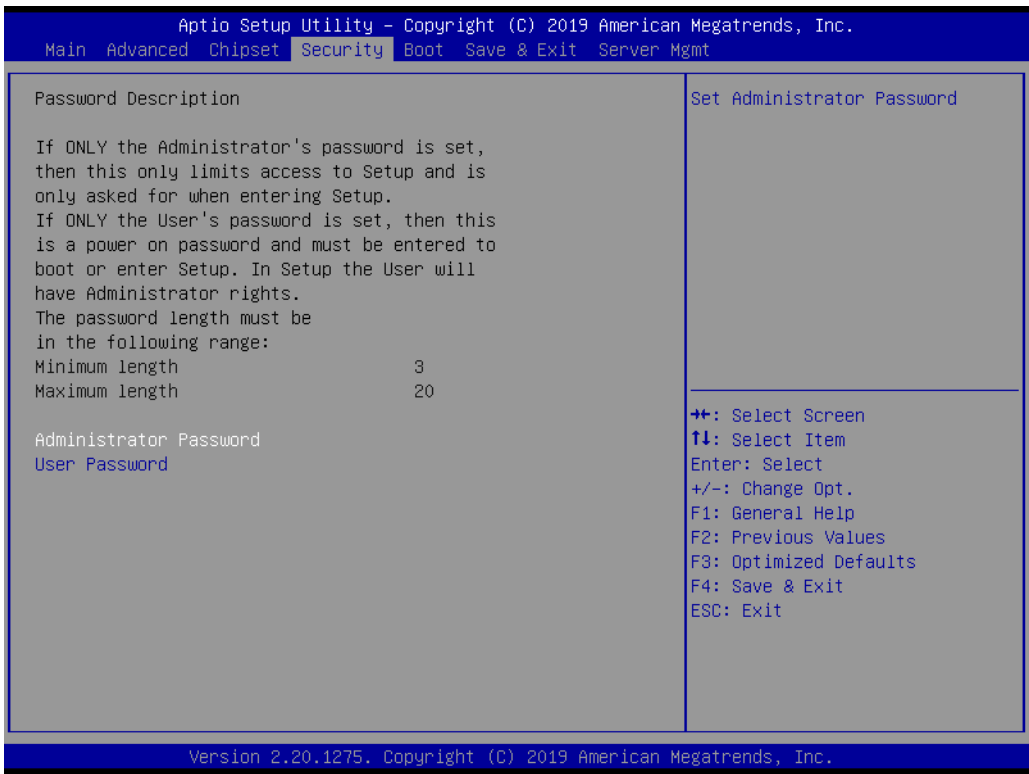 Aptio Setup Utility – Copyright (C) 2019 American Megatrends, Inc.
Main Advanced Chipset Security Boot Save & Exit Server Mgmt
Password Description
If ONLY the Administrator's password is set,
then this only limits access to Setup and is
only asked for when entering Setup.
If ONLY the User's password is set, then this
is a power on password and must be entered to
boot or enter Setup. In Setup the User will
have Administrator rights.
The password length must be
in the following range:
Minimum length 3
Maximum length 20
Administrator Password
User Password
Set Administrator Password
→←: Select Screen
↑↓: Select Item
Enter: Select
+/-: Change Opt.
F1: General Help
F2: Previous Values
F3: Optimized Defaults
F4: Save & Exit
ESC: Exit
Version 2.20.1275. Copyright (C) 2019 American Megatrends, Inc.